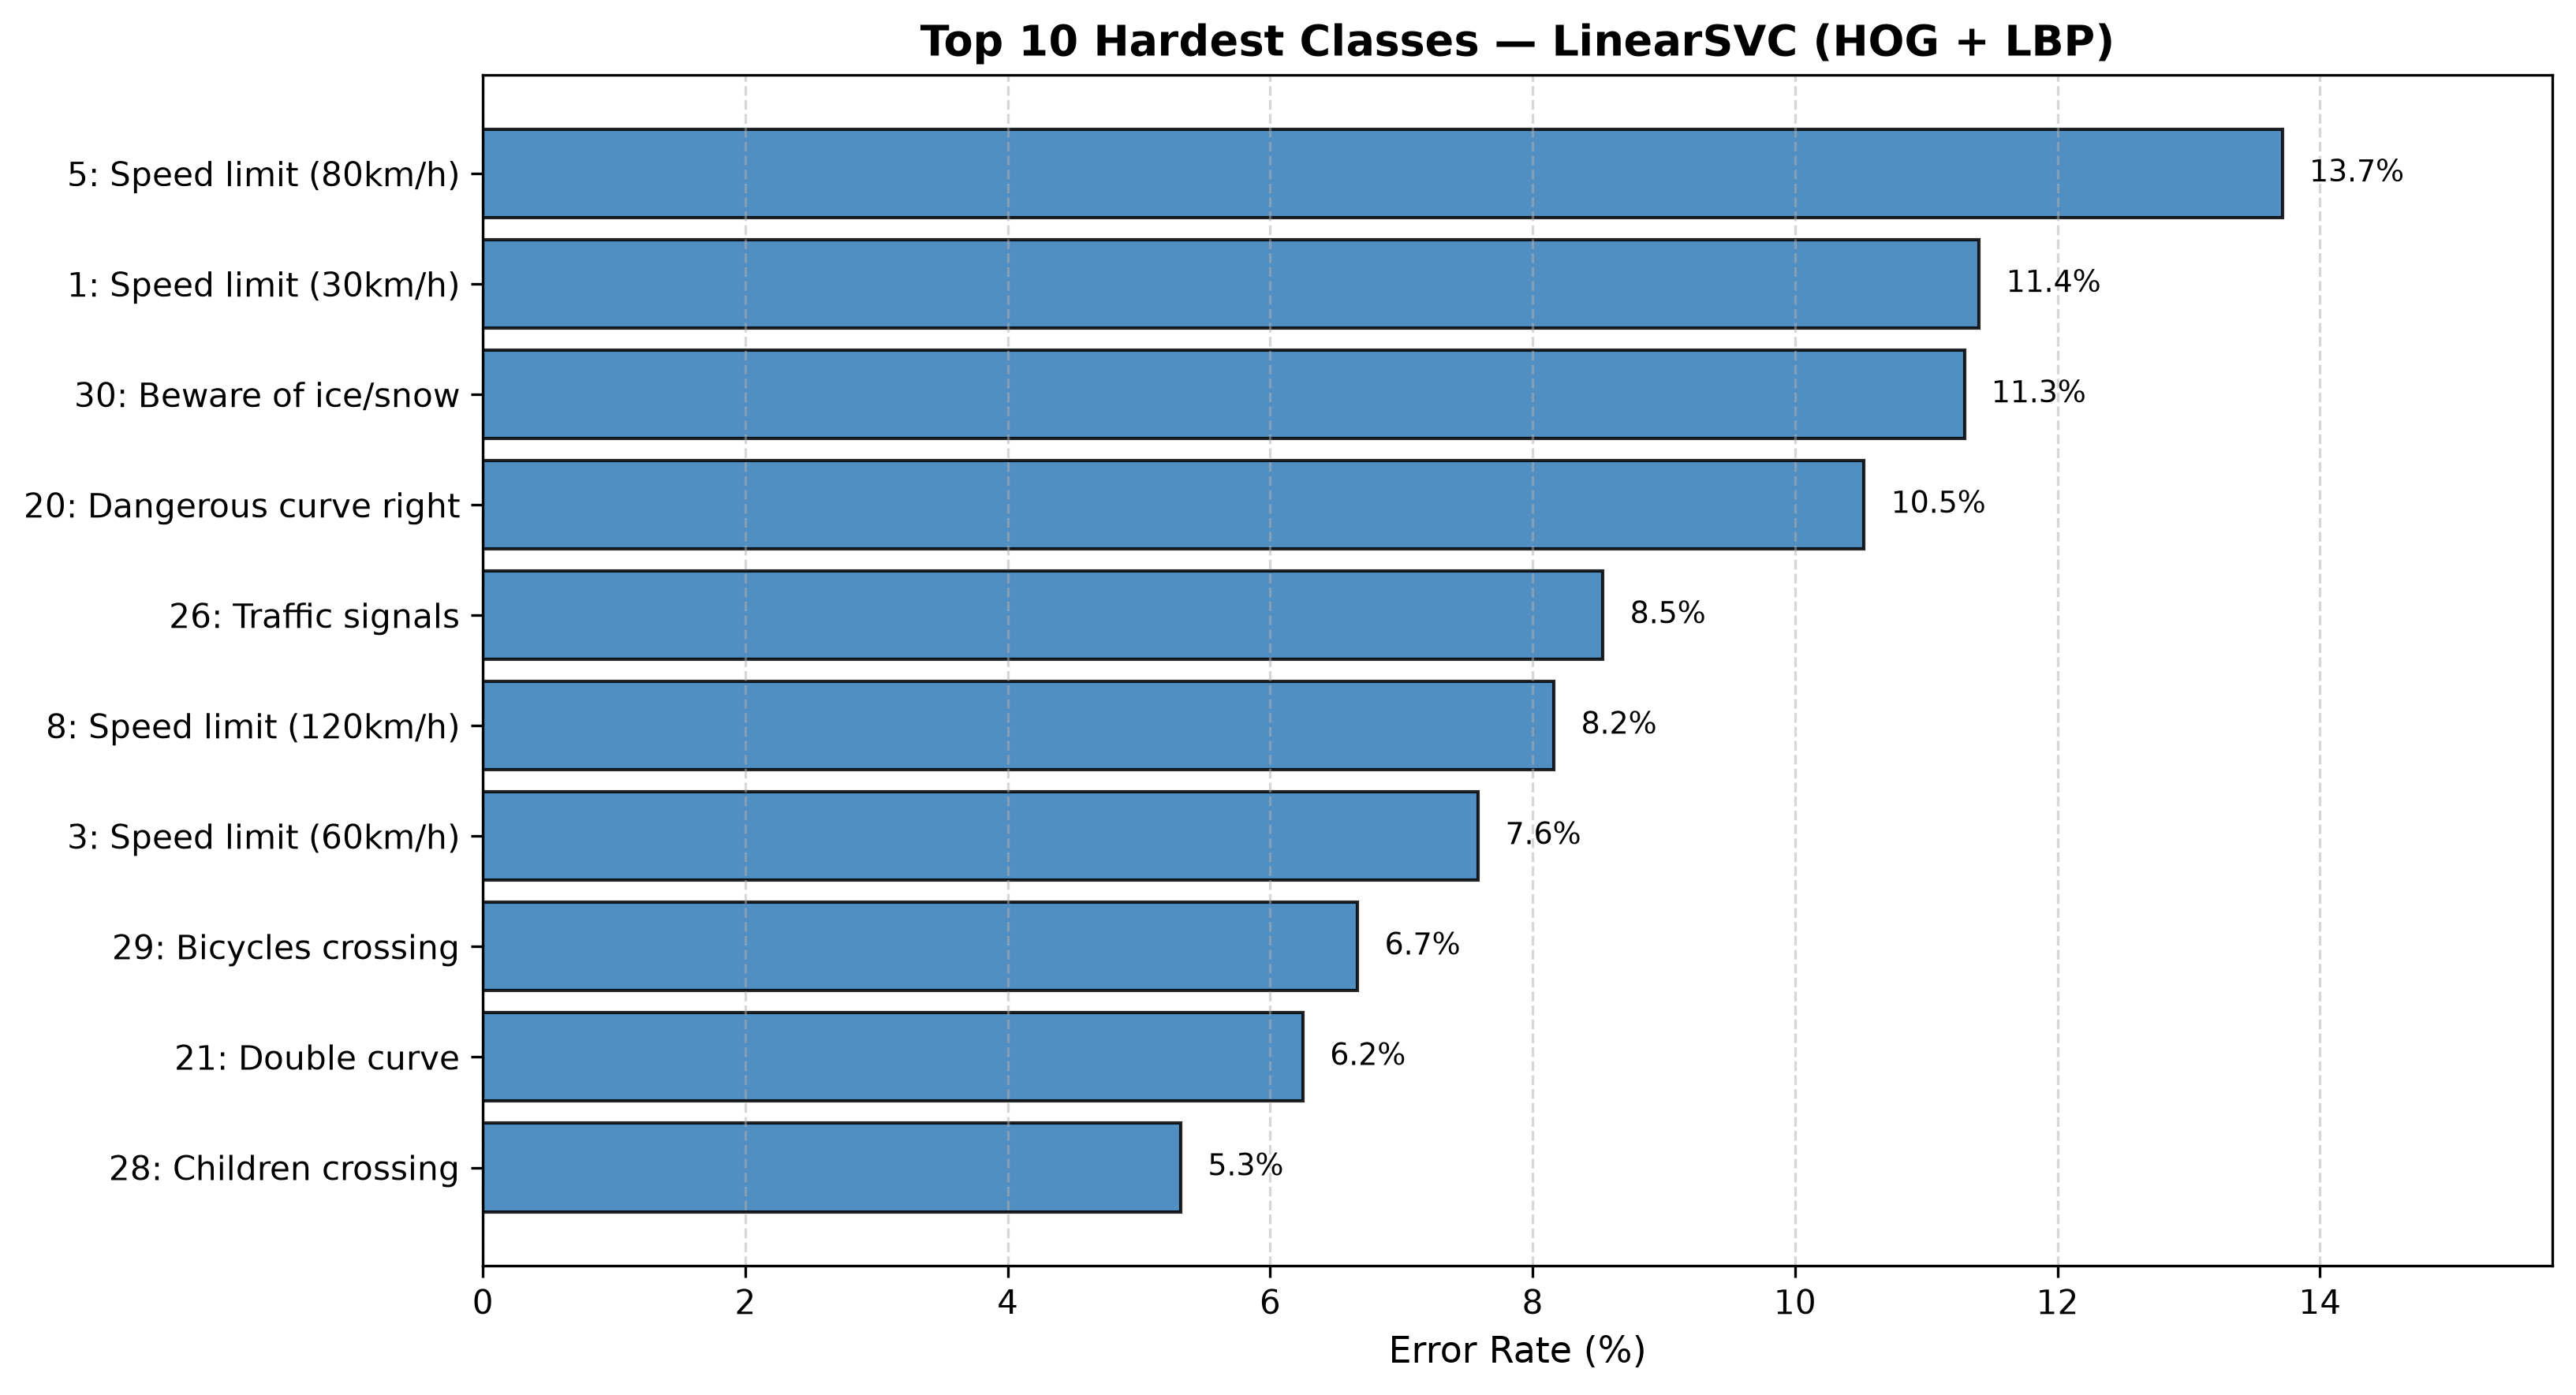 Top 10 Hardest Classes — LinearSVC (HOG + LBP)
5: Speed limit (80km/h) 13.7%
1: Speed limit (30km/h) 11.4%
30: Beware of ice/snow 11.3%
20: Dangerous curve right 10.5%
26: Traffic signals 8.5%
8: Speed limit (120km/h) 8.2%
3: Speed limit (60km/h) 7.6%
29: Bicycles crossing 6.7%
21: Double curve 6.2%
28: Children crossing 5.3%
0 2 4 6 8 10 12 14
Error Rate (%)